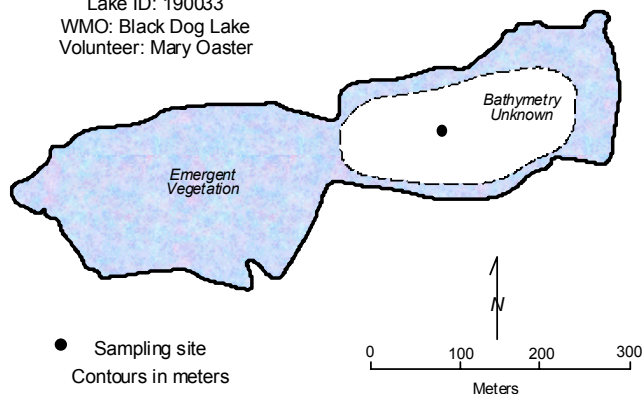 Lake ID: 190033
WMO: Black Dog Lake
Volunteer: Mary Oaster
Bathymetry
Unknown
Emergent
Vegetation
N
Sampling site
Contours in meters
0 100 200 300
Meters